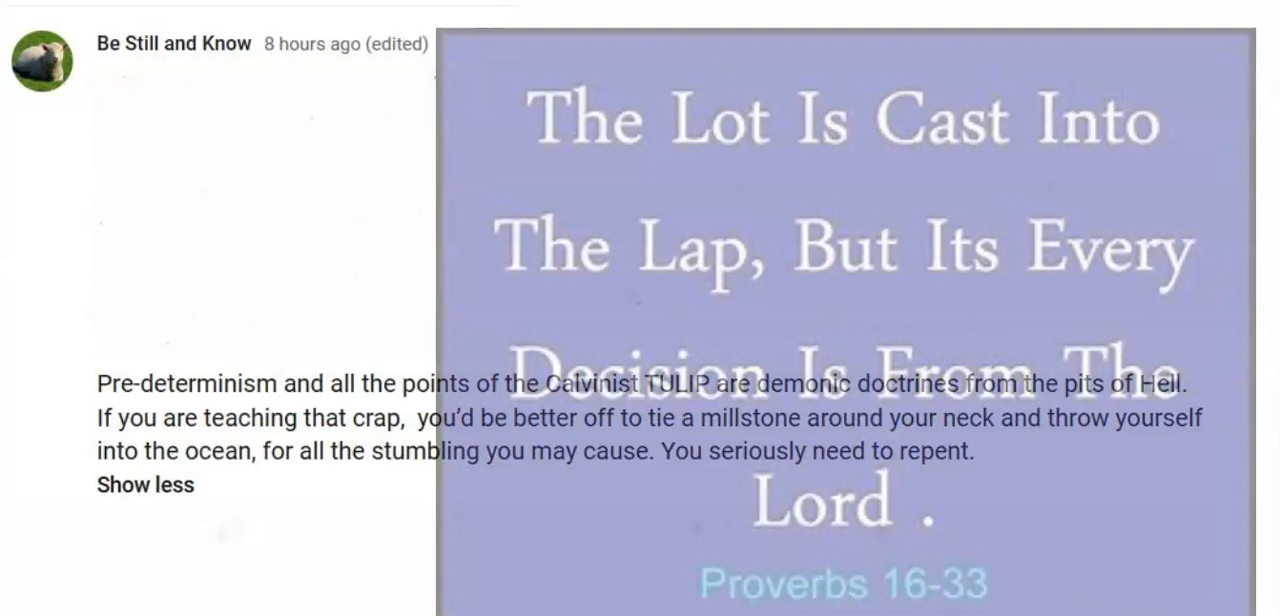 Be Still and Know 8 hours ago (edited)
The Lot Is Cast Into
The Lap, But Its Every
Decision Is From The
Lord .
Proverbs 16-33
Pre-determinism and all the points of the Calvinist TULIP are demonic doctrines from the pits of Hell.
If you are teaching that crap, you'd be better off to tie a millstone around your neck and throw yourself
into the ocean, for all the stumbling you may cause. You seriously need to repent.
Show less